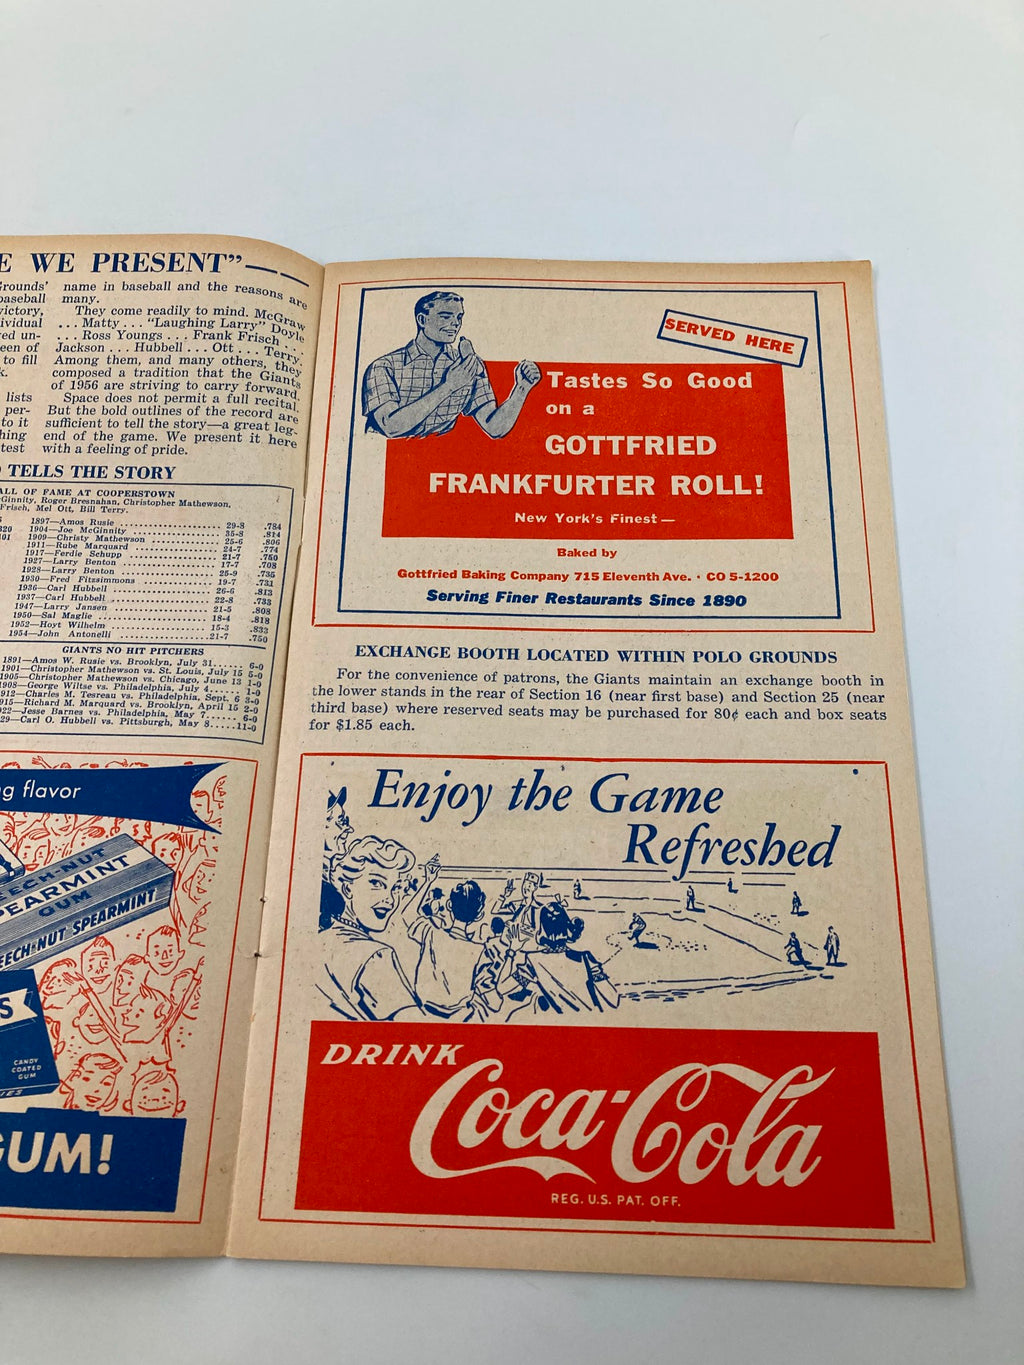 E WE PRESENT"—
Grounds'
baseball
victory,
ividual
ed un-
een of
to fill
k.
lists
per-
to it
hing
test
name in baseball and the reasons are
many.
They come readily to mind. McGraw
. . . Matty . . . "Laughing Larry" Doyle
. . . Ross Youngs . . . Frank Frisch . . .
Jackson . . . Hubbell . . . Ott . . . Terry.
Among them, and many others, they
composed a tradition that the Giants
of 1956 are striving to carry forward.
Space does not permit a full recital.
But the bold outlines of the record are
sufficient to tell the story—a great leg-
end of the game. We present it here
with a feeling of pride.
TELLS THE STORY
ALL OF FAME AT COOPERSTOWN
Ginnity, Roger Bresnahan, Christopher Mathewson,
Frisch, Mel Ott, Bill Terry.
1897—Amos Rusie 29-8 .784
1904—Joe McGinnity 35-8 .814
1909—Christy Mathewson 25-6 .806
1911—Rube Marquard 24-7 .774
1917—Ferdie Schupp 21-7 .750
1927—Larry Benton 17-7 .708
1928—Larry Benton 25-9 .735
1930—Fred Fitzsimmons 19-7 .731
1936—Carl Hubbell 26-6 .813
1937—Carl Hubbell 22-8 .733
1947—Larry Jansen 21-5 .808
1950—Sal Maglie 18-4 .818
1952—Hoyt Wilhelm 15-3 .833
1954—John Antonelli 21-7 .750
GIANTS NO HIT PITCHERS
1891—Amos W. Rusie vs. Brooklyn, July 31 6-0
1901—Christopher Mathewson vs. St. Louis, July 15 5-0
1905—Christopher Mathewson vs. Chicago, June 13 1-0
1908—George Wiltse vs. Philadelphia, July 4 1-0
912—Charles M. Tesreau vs. Philadelphia, Sept. 6 3-0
915—Richard M. Marquard vs. Brooklyn, April 15 2-0
922—Jesse Barnes vs. Philadelphia, May 7 6-0
29—Carl O. Hubbell vs. Pittsburgh, May 8 11-0
g flavor
EECH-NUT
PEARMINT
GUM
EECH-NUT SPEARMINT
S
CANDY
COATED
GUM
IES
GUM!
SERVED HERE
Tastes So Good
on a
GOTTFRIED
FRANKFURTER ROLL!
New York's Finest—
Baked by
Gottfried Baking Company 715 Eleventh Ave. • CO 5-1200
Serving Finer Restaurants Since 1890
EXCHANGE BOOTH LOCATED WITHIN POLO GROUNDS
For the convenience of patrons, the Giants maintain an exchange booth in
the lower stands in the rear of Section 16 (near first base) and Section 25 (near
third base) where reserved seats may be purchased for 80¢ each and box seats
for $1.85 each.
Enjoy the Game
Refreshed
DRINK
Coca-Cola
REG. U.S. PAT. OFF.